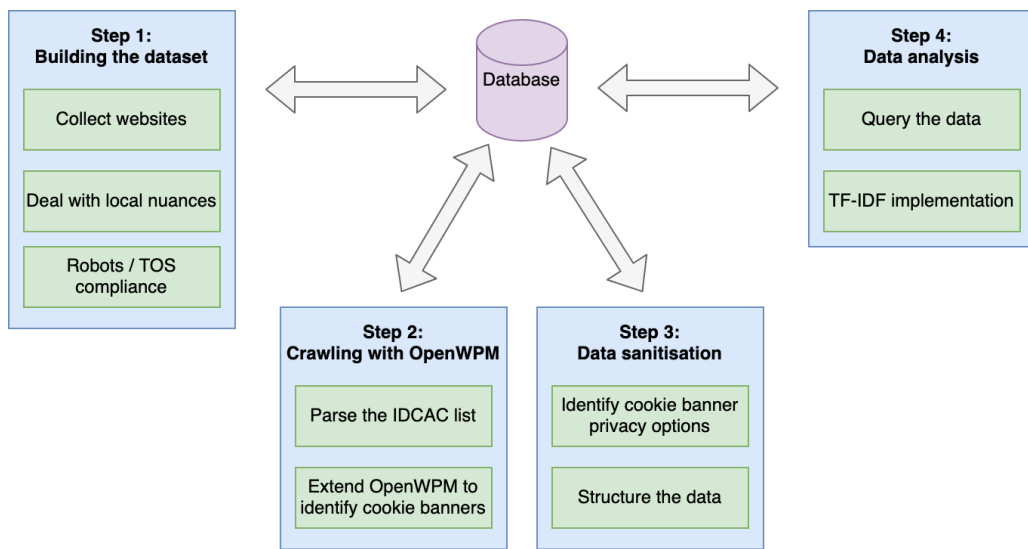 Step 1:
Building the dataset
Collect websites
Deal with local nuances
Robots / TOS
compliance
Database
Step 4:
Data analysis
Query the data
TF-IDF implementation
Step 2:
Crawling with OpenWPM
Parse the IDCAC list
Extend OpenWPM to
identify cookie banners
Step 3:
Data sanitisation
Identify cookie banner
privacy options
Structure the data